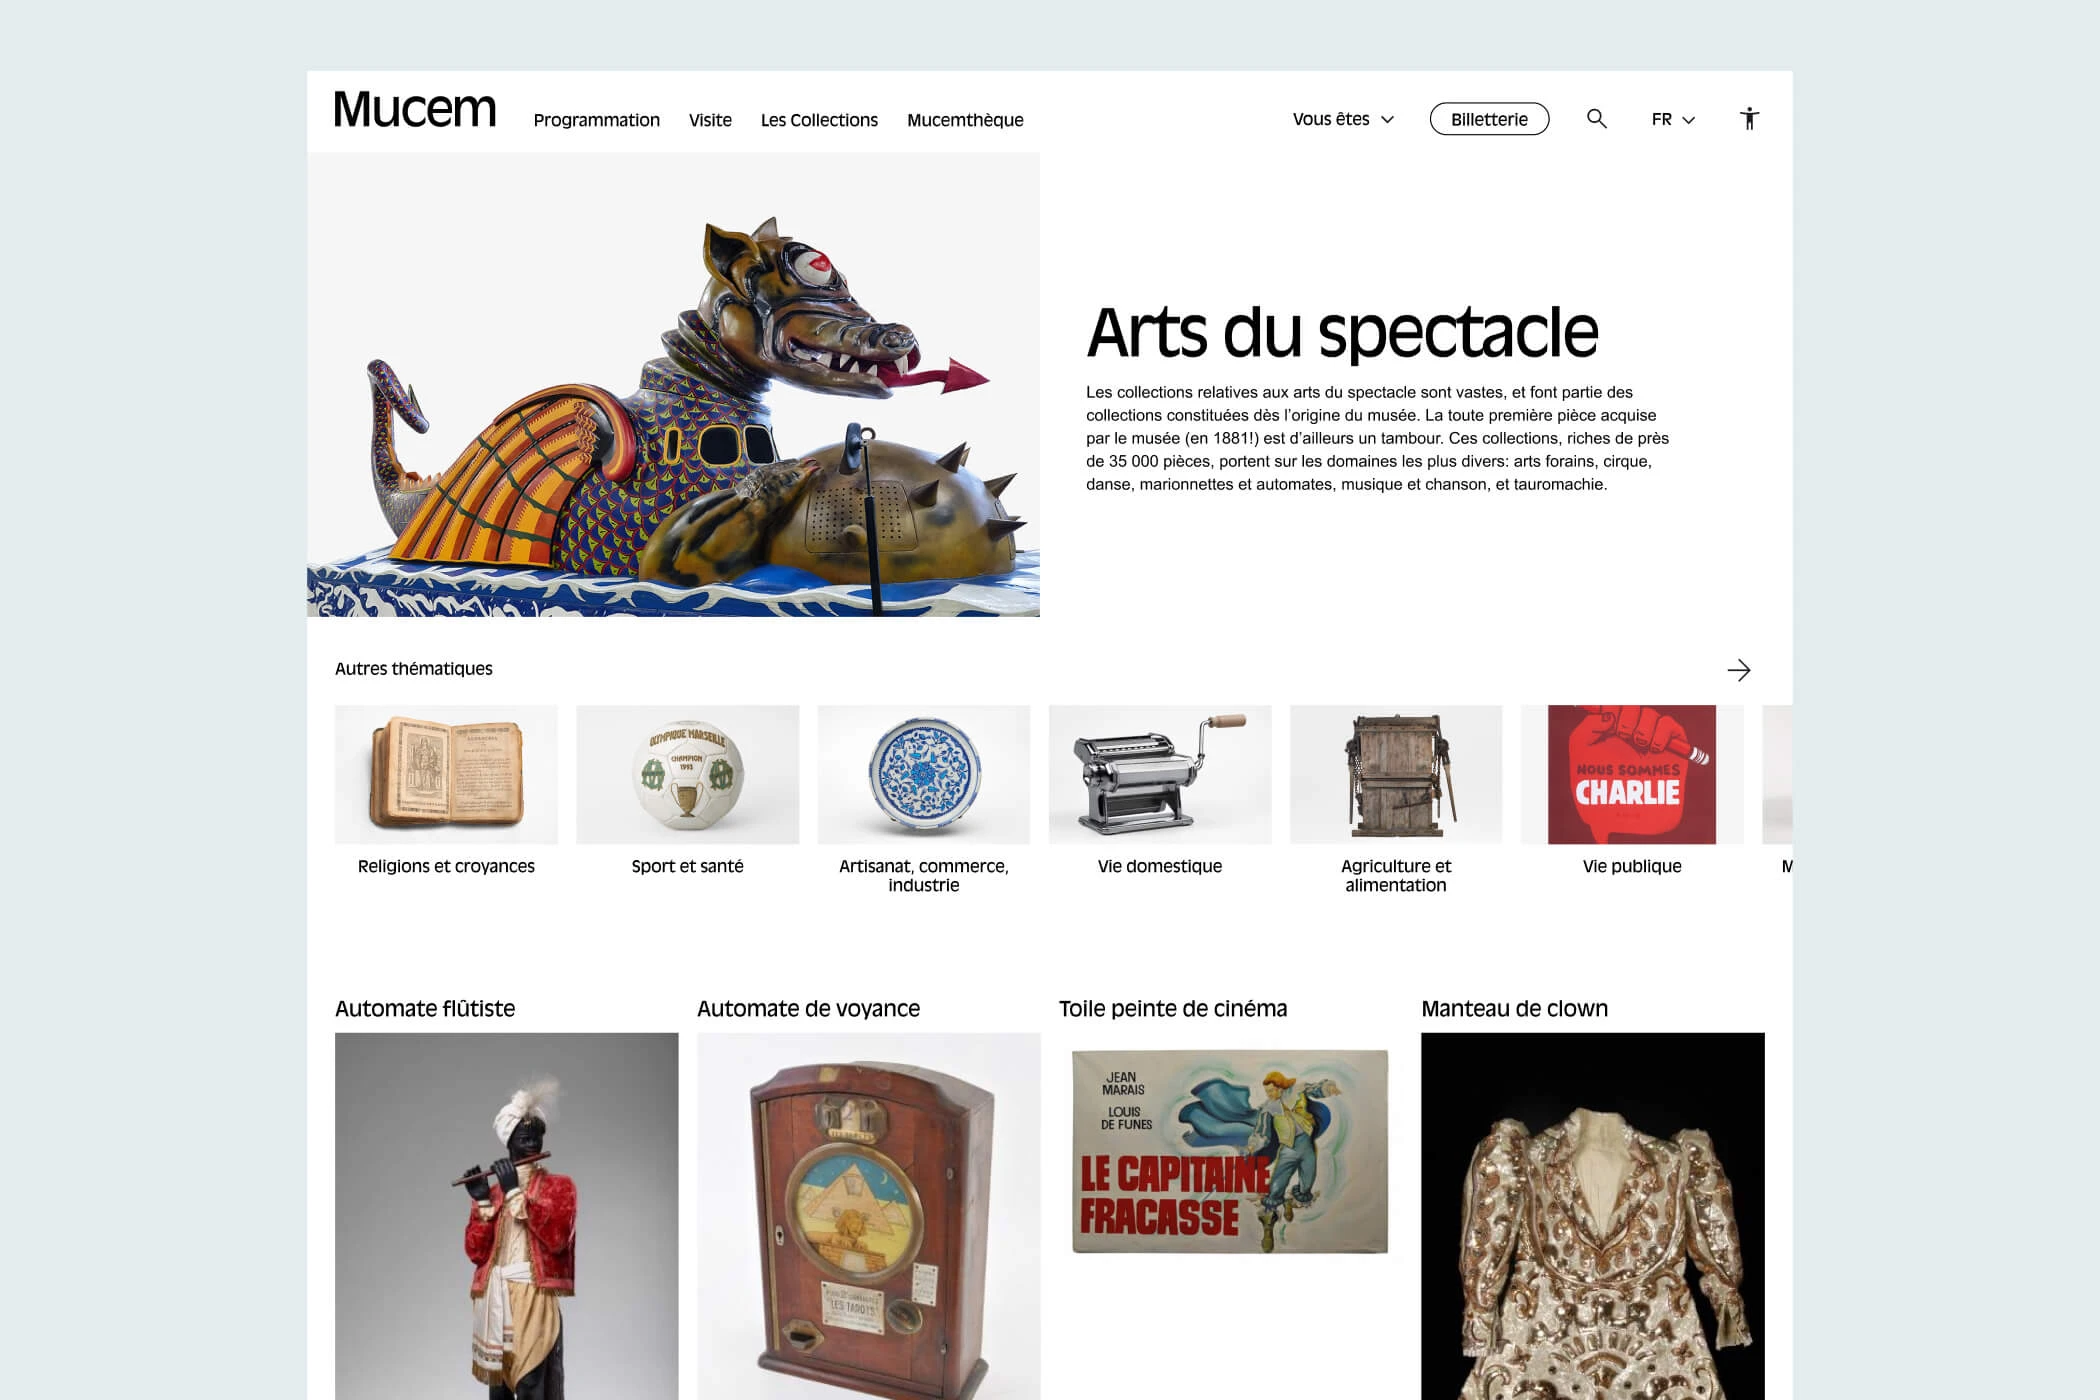 Mucem
Programmation
Visite
Les Collections
Mucemthèque
Vous êtes
Billetterie
FR
Arts du spectacle
Les collections relatives aux arts du spectacle sont vastes, et font partie des
collections constituées dès l’origine du musée. La toute première pièce acquise
par le musée (en 1881!) est d’ailleurs un tambour. Ces collections, riches de près
de 35 000 pièces, portent sur les domaines les plus divers: arts forains, cirque,
danse, marionnettes et automates, musique et chanson, et tauromachie.
Autres thématiques
OLYMPIQUE MARSEILLE
CHAMPION
1993
NOUS SOMMES
CHARLIE
Religions et croyances
Sport et santé
Artisanat, commerce,
industrie
Vie domestique
Agriculture et
alimentation
Vie publique
M
Automate flûtiste
Automate de voyance
Toile peinte de cinéma
Manteau de clown
LES TAROTS
JEAN
MARAIS
LOUIS
DE FUNES
LE CAPITAINE
FRACASSE